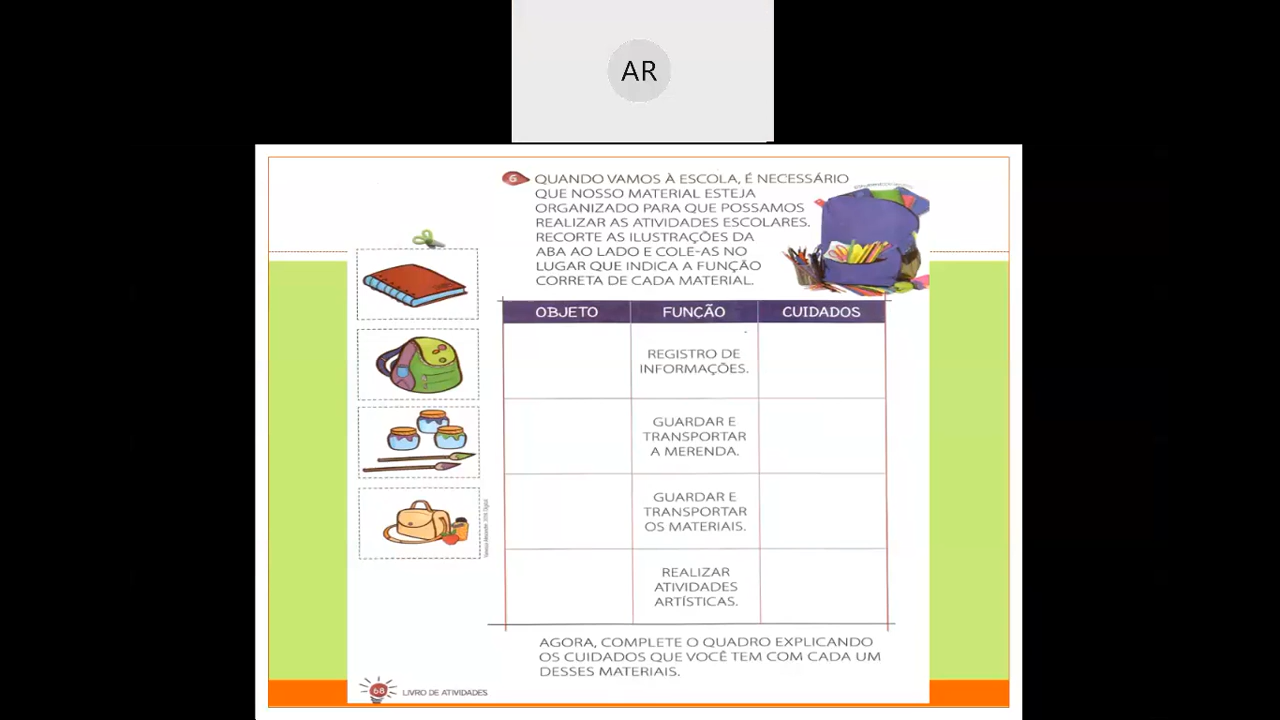 AR
6 QUANDO VAMOS À ESCOLA, É NECESSÁRIO
QUE NOSSO MATERIAL ESTEJA
ORGANIZADO PARA QUE POSSAMOS
REALIZAR AS ATIVIDADES ESCOLARES.
RECORTE AS ILUSTRAÇÕES DA
ABA AO LADO E COLE-AS NO
LUGAR QUE INDICA A FUNÇÃO
CORRETA DE CADA MATERIAL.
OBJETO FUNÇÃO CUIDADOS
REGISTRO DE
INFORMAÇÕES.
GUARDAR E
TRANSPORTAR
A MERENDA.
GUARDAR E
TRANSPORTAR
OS MATERIAIS.
REALIZAR
ATIVIDADES
ARTÍSTICAS.
AGORA, COMPLETE O QUADRO EXPLICANDO
OS CUIDADOS QUE VOCÊ TEM COM CADA UM
DESSES MATERIAIS.
68 LIVRO DE ATIVIDADES